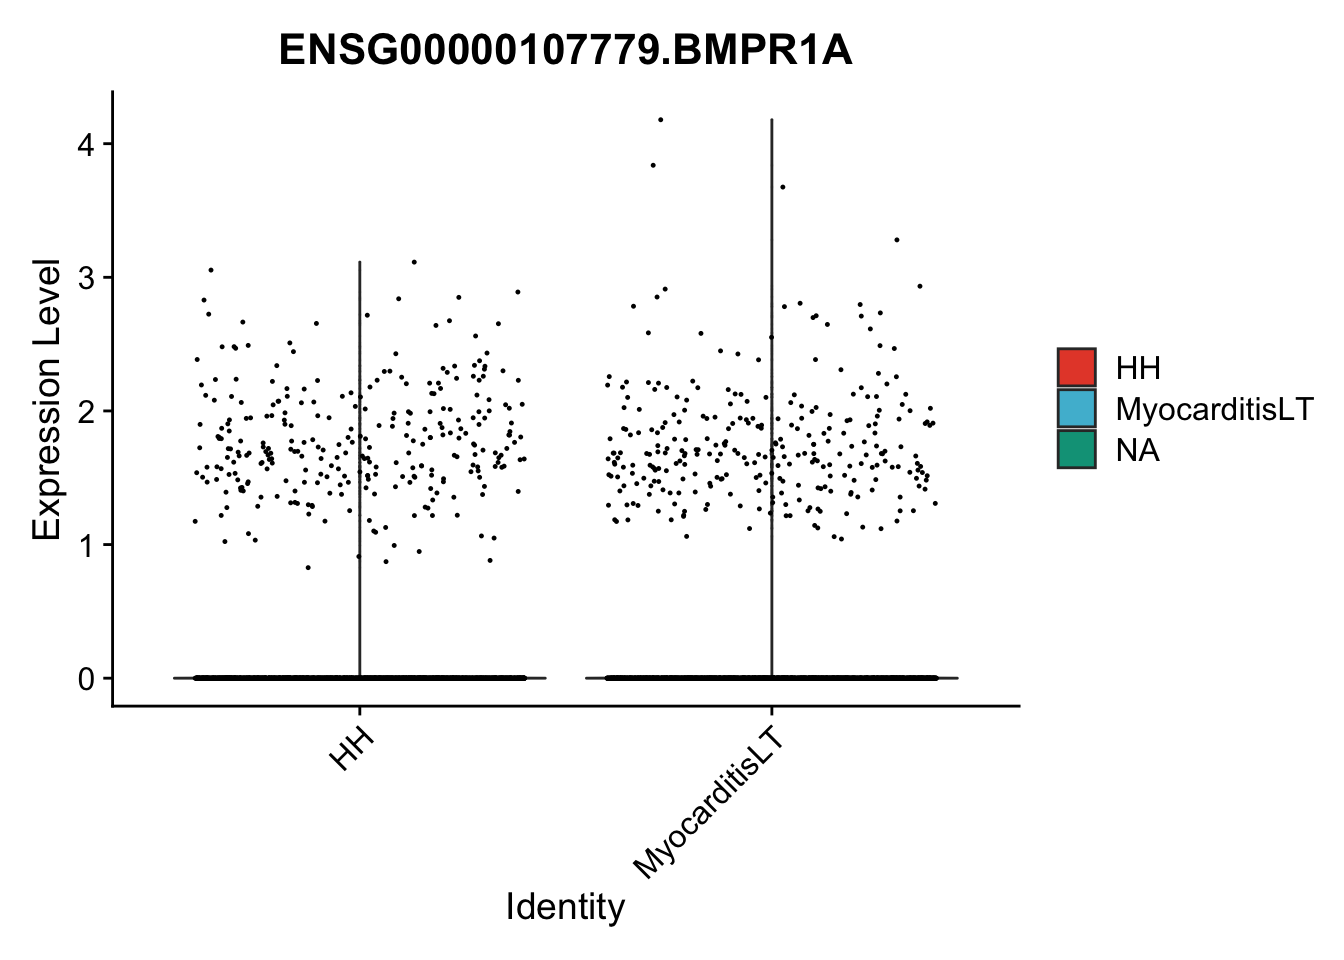 ENSG00000107779.BMPR1A
Expression Level
4
3
2
1
0
HH
MyocarditisLT
Identity
HH
MyocarditisLT
NA